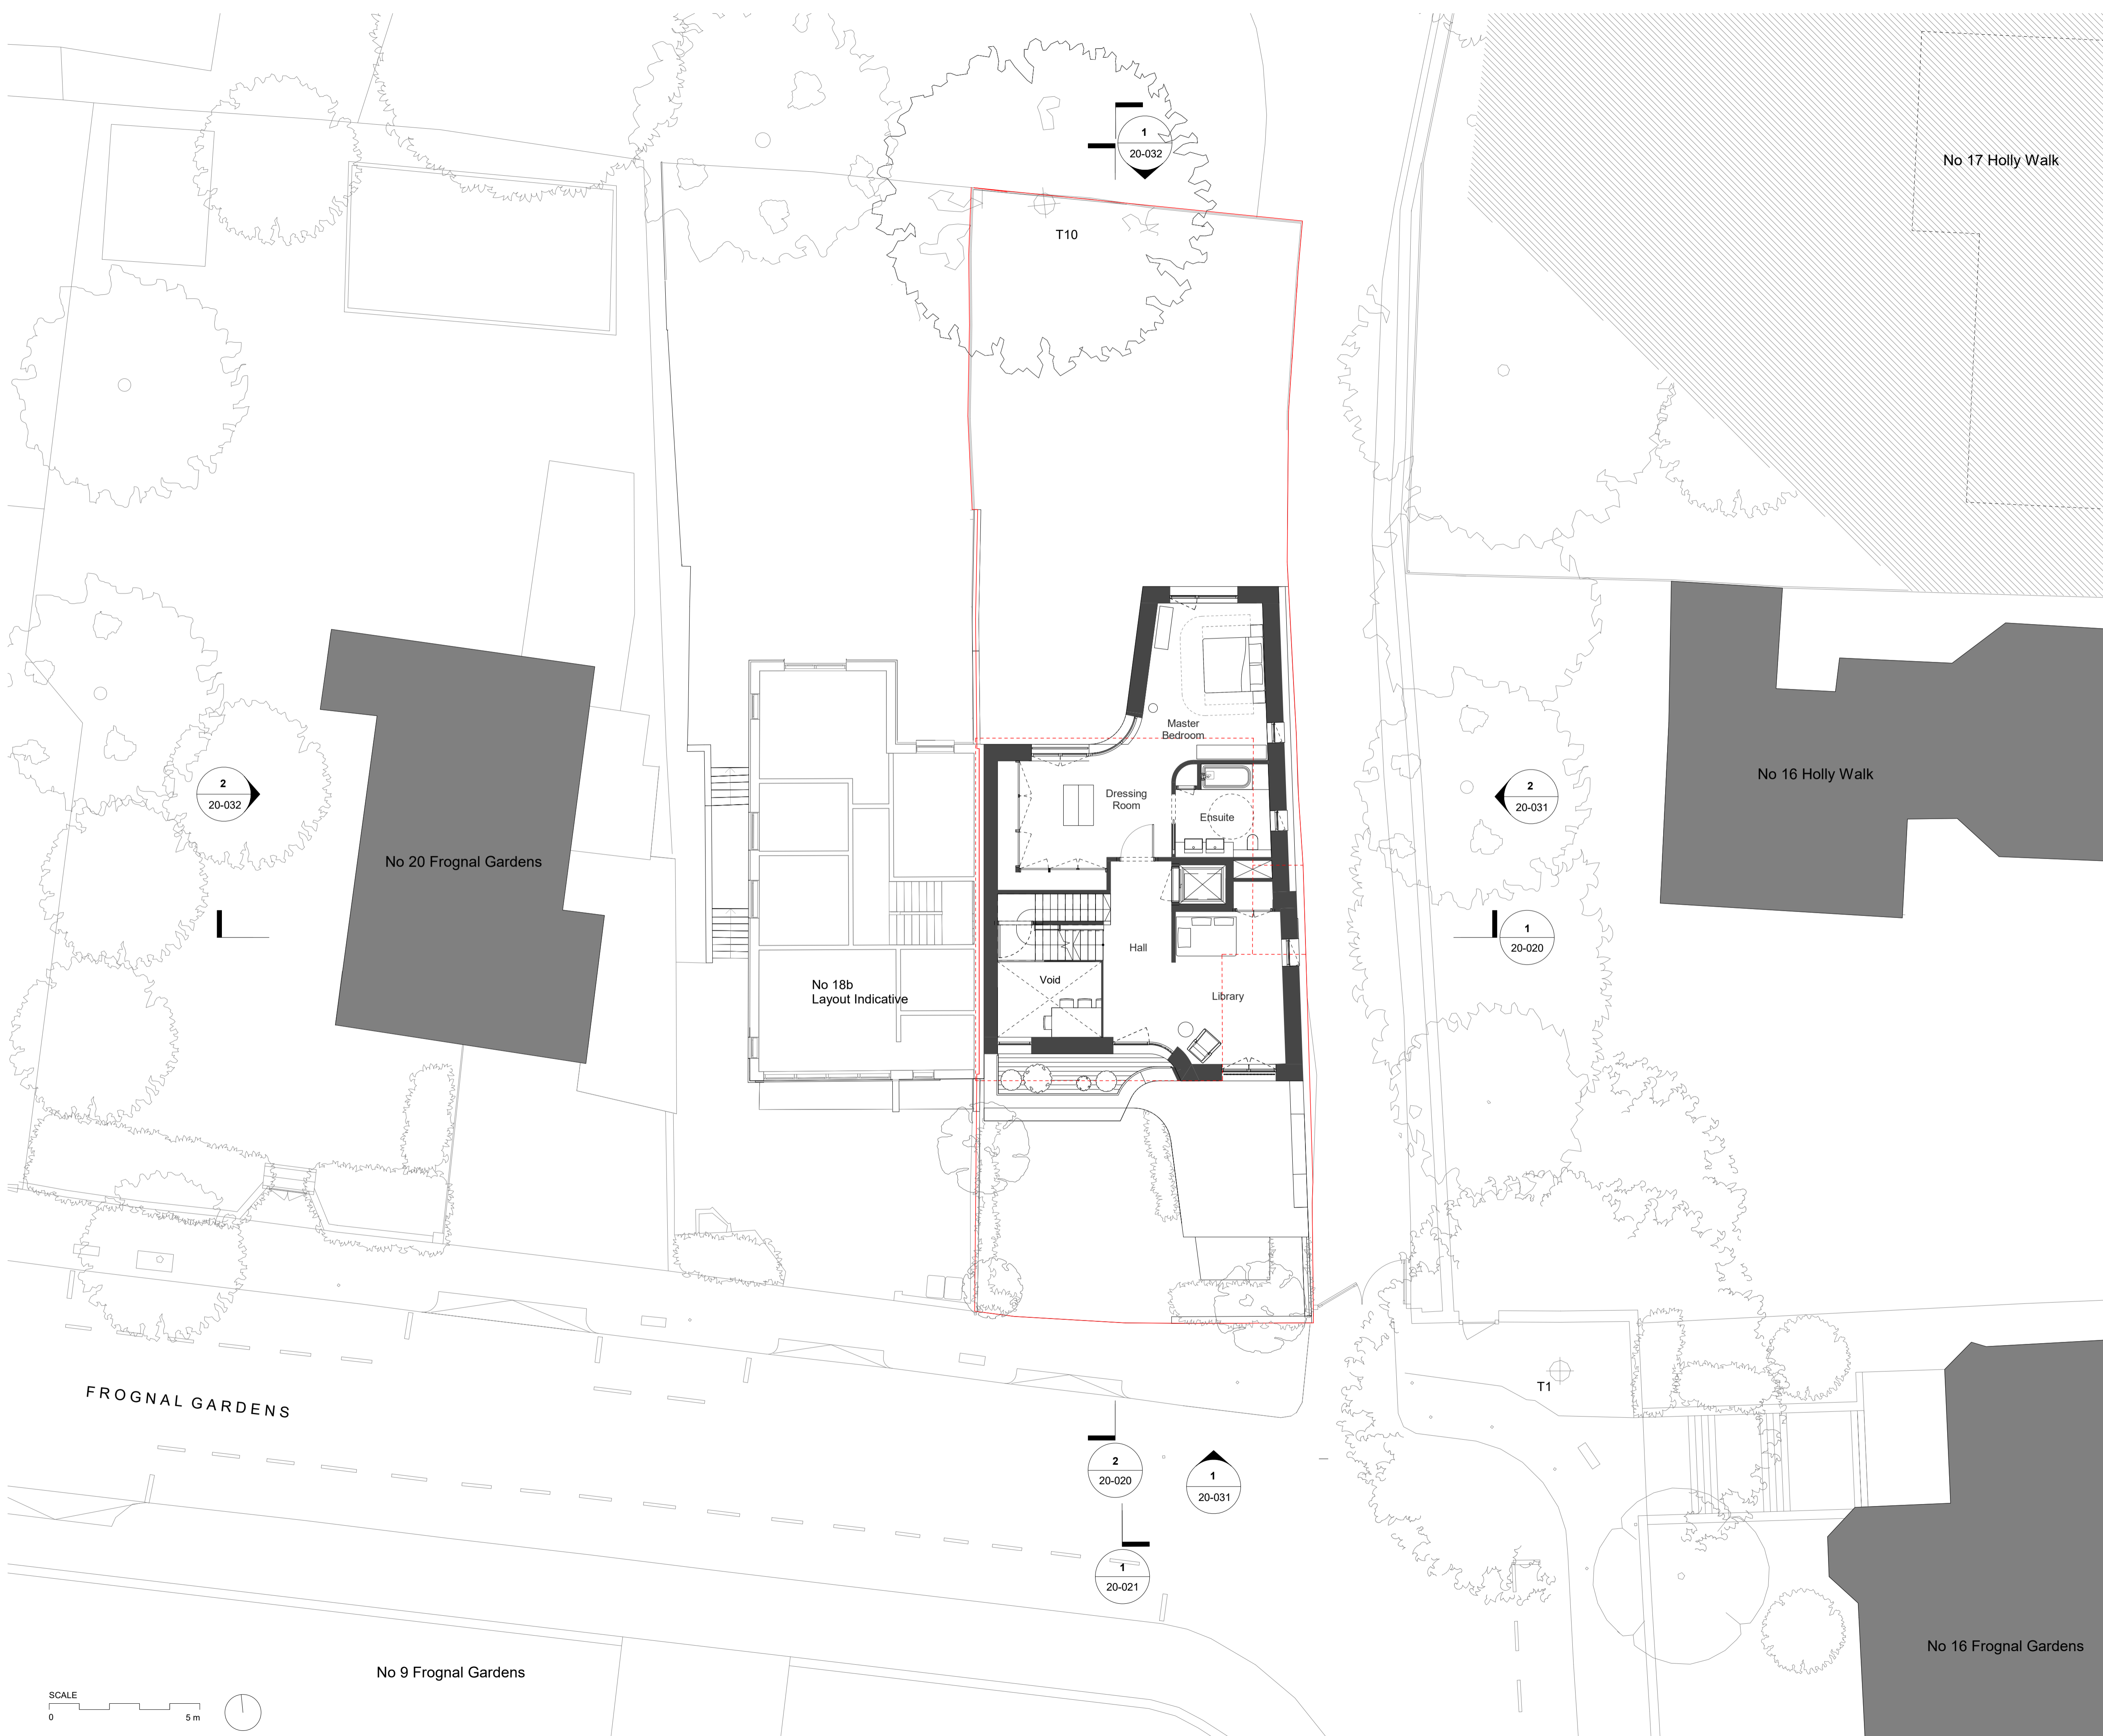 1
20-032
No 17 Holly Walk
T10
Master
Bedroom
2
20-032
Dressing
Room
Ensuite
2
20-031
No 16 Holly Walk
No 20 Frognal Gardens
1
20-020
Hall
Void
No 18b
Layout Indicative
Library
FROGNAL GARDENS
T1
2
20-020
1
20-031
1
20-021
No 9 Frognal Gardens
No 16 Frognal Gardens
SCALE
0 5 m